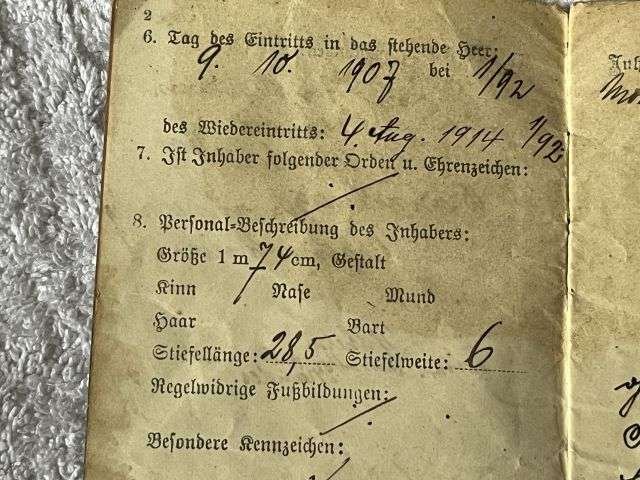 2
6. Tag des Eintritts in das stehende Heer:
9. 10. 1907 bei 1/92
des Wiedereintritts: 4. Aug. 1914 1/92
7. Ist Inhaber folgender Orden u. Ehrenzeichen:
8. Personal-Beschreibung des Inhabers:
Größe 1 m 74 cm, Gestalt
Kinn Nase Mund
Haar Bart
Stiefellänge: 28,5 Stiefelweite: 6
Regelwidrige Fußbildungen:
Besondere Kennzeichen:
Inh